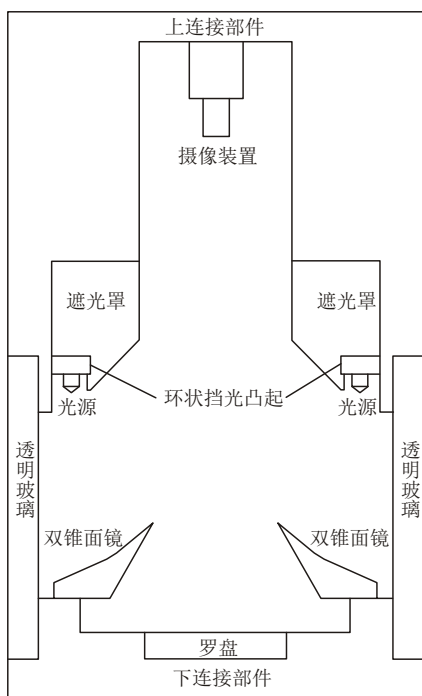 上连接部件
摄像装置
遮光罩
遮光罩
环状挡光凸起
光源
光源
透明玻璃
透明玻璃
双锥面镜
双锥面镜
罗盘
下连接部件